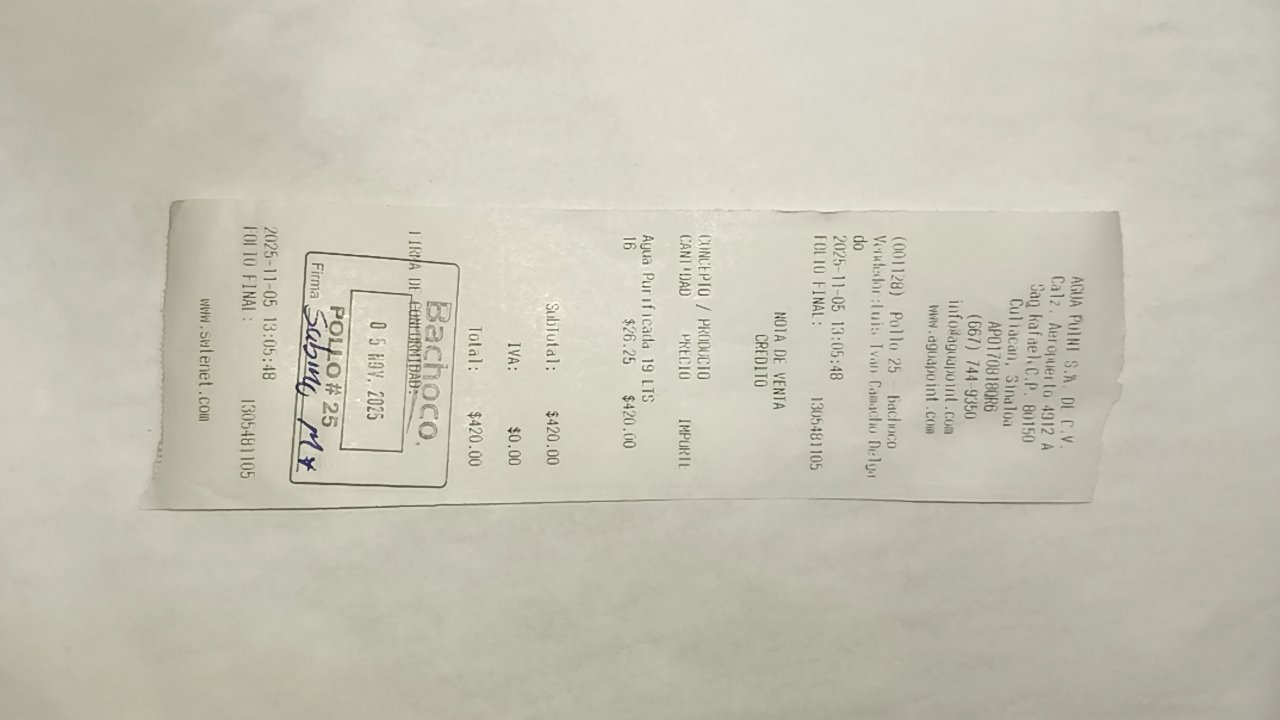 AGUA POINT S.A. DE C.V.
Calz. Aeropuerto 4912 A
San Rafael C.P. 80150
Culiacan, Sinaloa
APO170818QR6
(667) 744-9350
info@aguapoint.com
www.aguapoint.com
(001128) Pollo 25 - bachoco
Vendedor:Luis Ivan Camacho Delga
do
2025-11-05 13:05:48
FOLIO FINAL: 1305481105
NOTA DE VENTA
CREDITO
CONCEPTO / PRODUCTO
CANTIDAD PRECIO IMPORTE
Agua Purificada 19 LTS
16 $26.25 $420.00
SubTotal: $420.00
IVA: $0.00
Total: $420.00
Bachoco
FIRMA DE CONFORMIDAD:
0 5 NOV. 2025
POLLO # 25
Firma
2025-11-05 13:05:48
FOLIO FINAL: 1305481105
www.swtenet.com